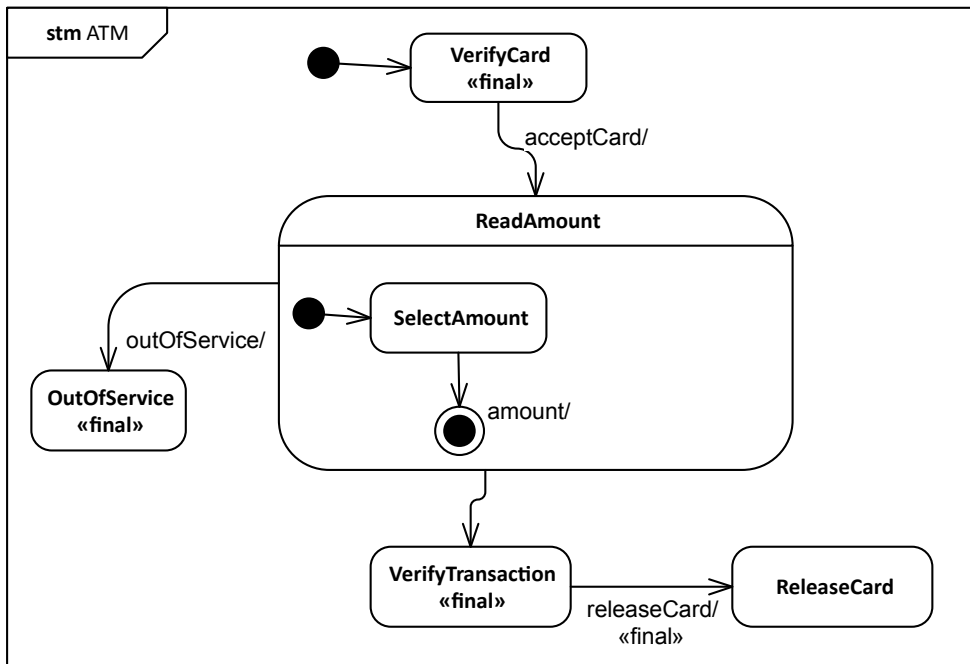 stm ATM
VerifyCard
«final»
acceptCard/
ReadAmount
SelectAmount
outOfService/
OutOfService
«final»
amount/
VerifyTransaction
«final»
releaseCard/
«final»
ReleaseCard